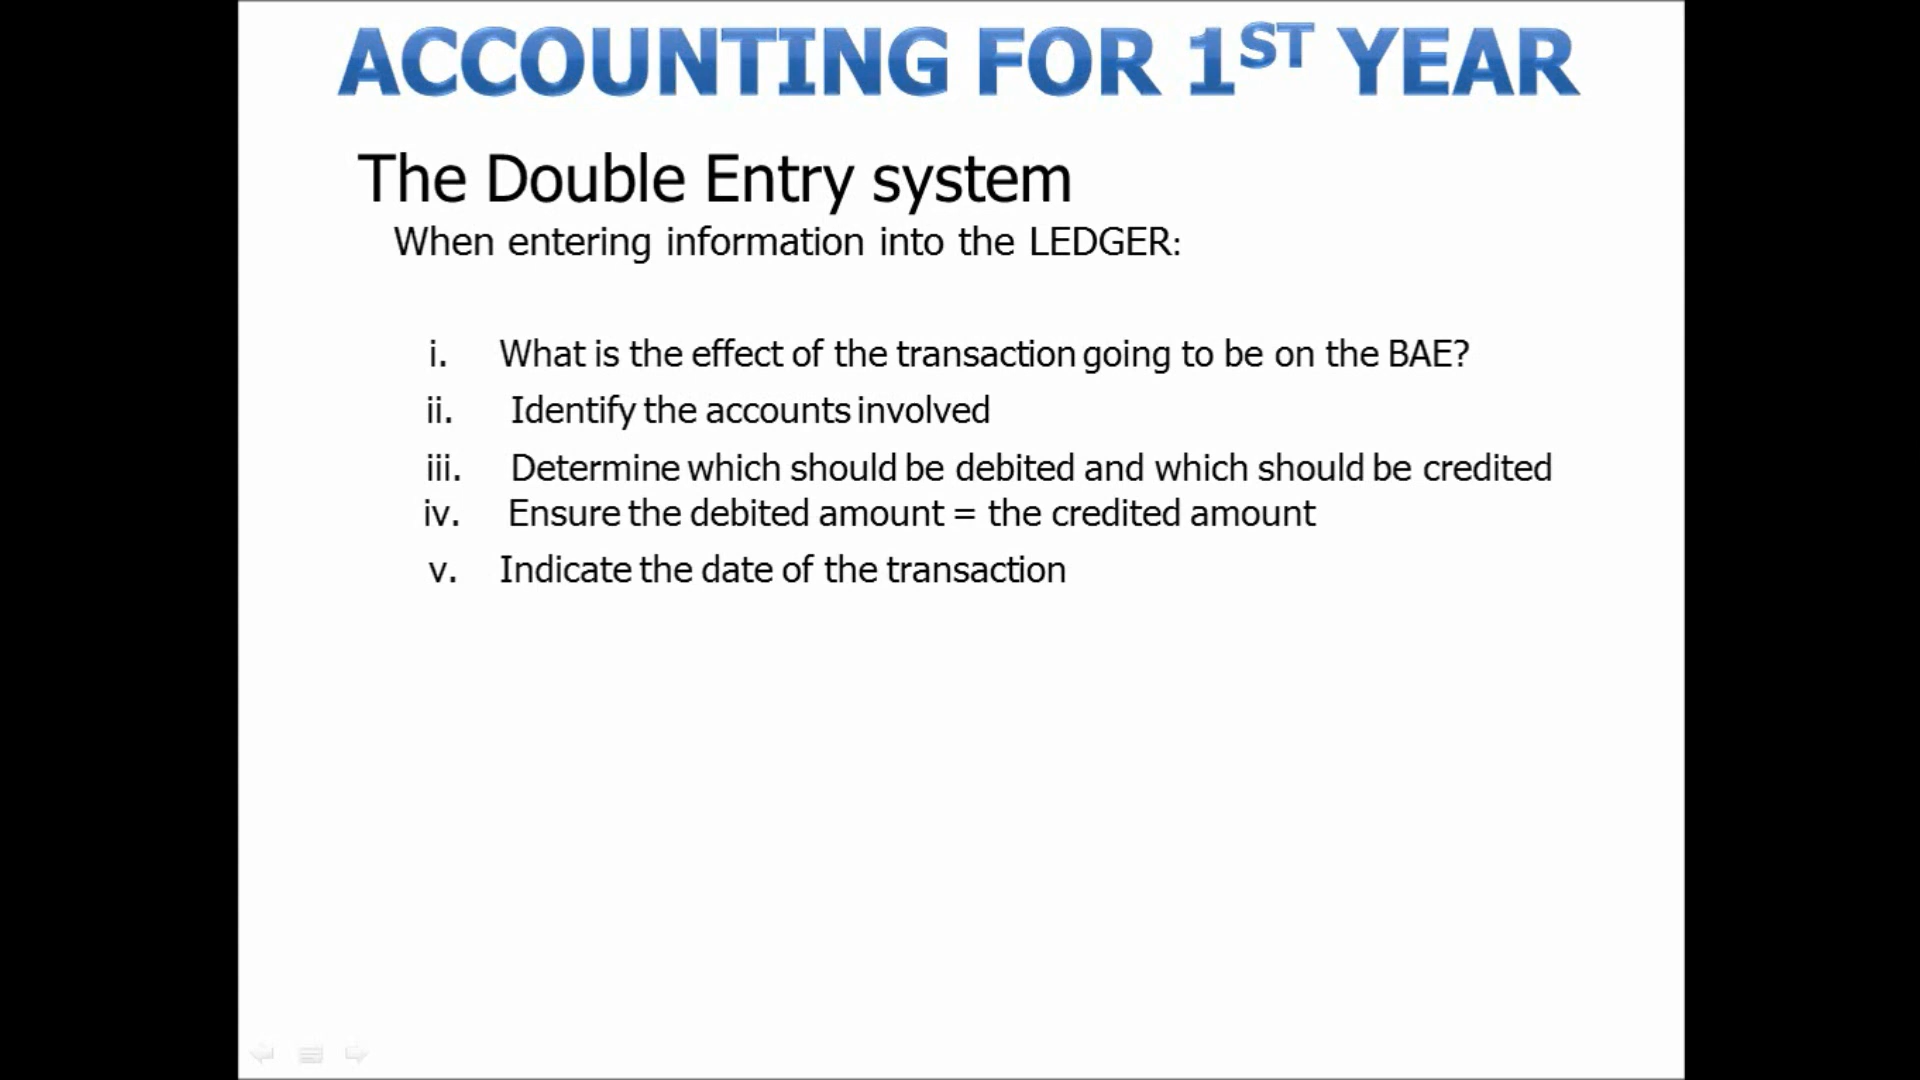 ACCOUNTING FOR 1ST YEAR
The Double Entry system
When entering information into the LEDGER:
i. What is the effect of the transaction going to be on the BAE?
ii. Identify the accounts involved
iii. Determine which should be debited and which should be credited
iv. Ensure the debited amount = the credited amount
v. Indicate the date of the transaction